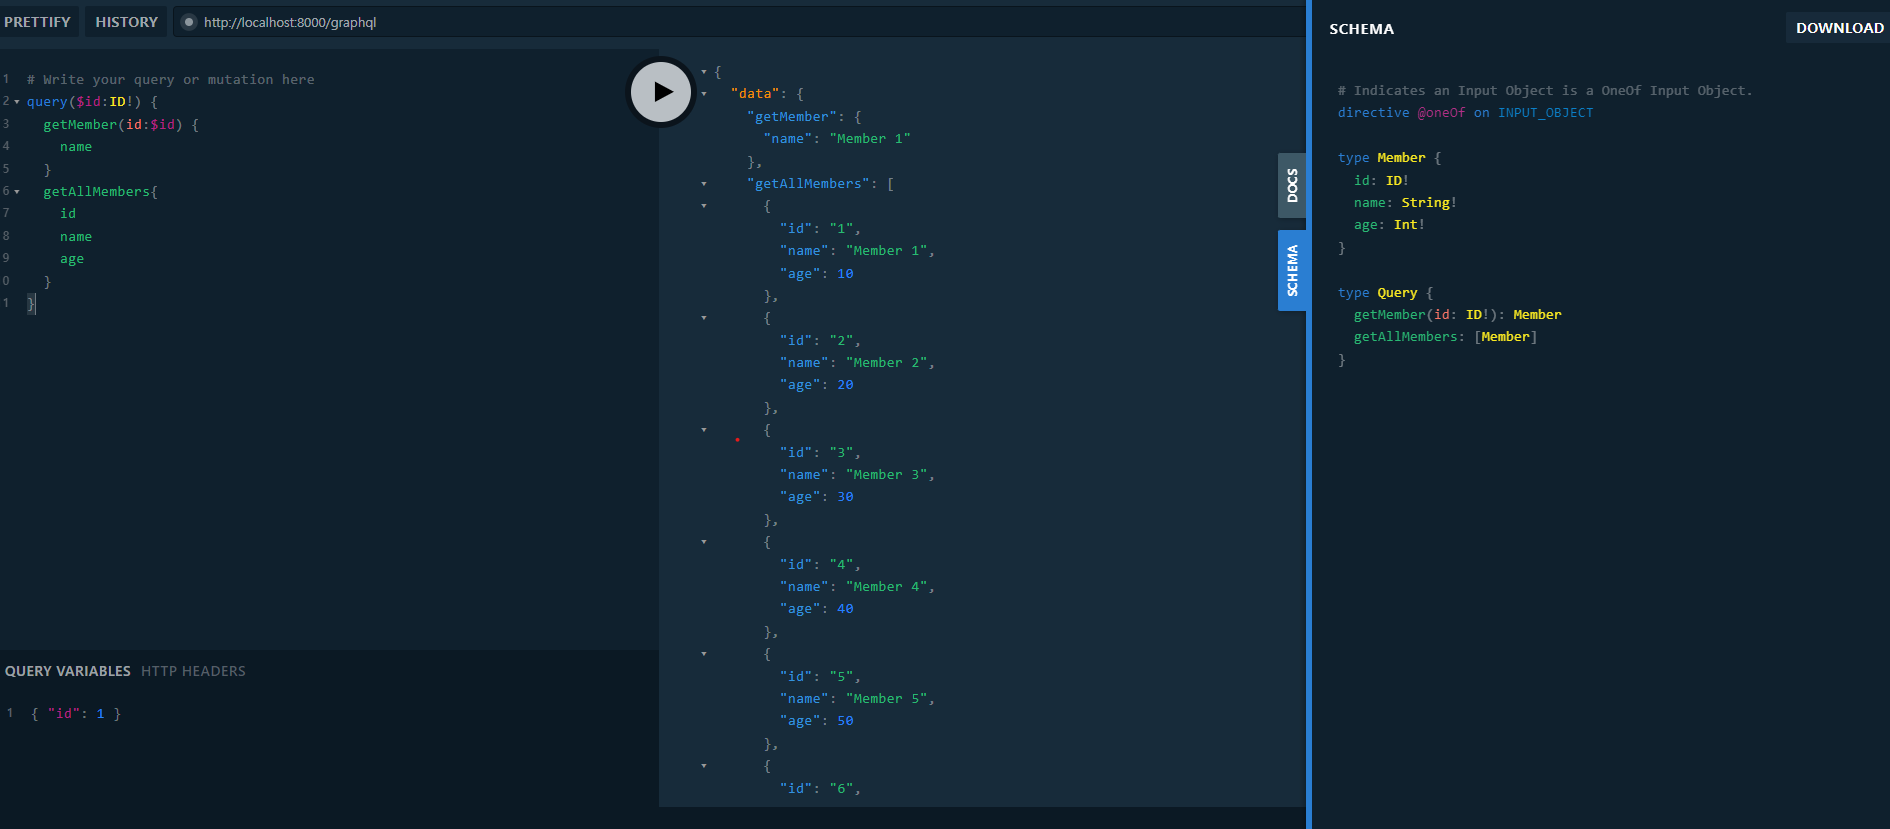 PRETTIFY HISTORY http://localhost:8000/graphql
1 # Write your query or mutation here
2 query($id:ID!) {
3 getMember(id:$id) {
4 name
5 }
6 getAllMembers{
7 id
8 name
9 age
0 }
1 }
QUERY VARIABLES HTTP HEADERS
1 { "id": 1 }
{
"data": {
"getMember": {
"name": "Member 1"
},
"getAllMembers": [
{
"id": "1",
"name": "Member 1",
"age": 10
},
{
"id": "2",
"name": "Member 2",
"age": 20
},
{
"id": "3",
"name": "Member 3",
"age": 30
},
{
"id": "4",
"name": "Member 4",
"age": 40
},
{
"id": "5",
"name": "Member 5",
"age": 50
},
{
"id": "6",
DOCS
SCHEMA
SCHEMA DOWNLOAD
# Indicates an Input Object is a OneOf Input Object.
directive @oneOf on INPUT_OBJECT
type Member {
id: ID!
name: String!
age: Int!
}
type Query {
getMember(id: ID!): Member
getAllMembers: [Member]
}